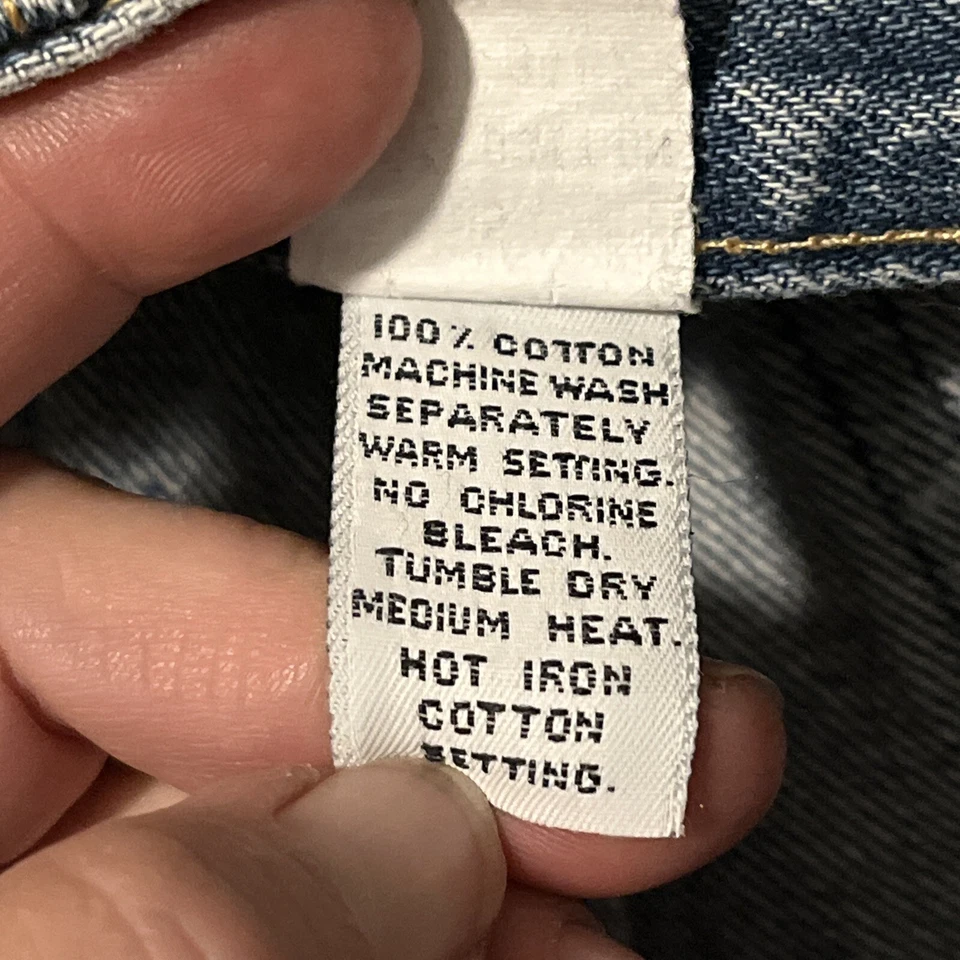 100% COTTON
MACHINE WASH
SEPARATELY
WARM SETTING.
NO CHLORINE
BLEACH.
TUMBLE DRY
MEDIUM HEAT.
HOT IRON
COTTON
SETTING.